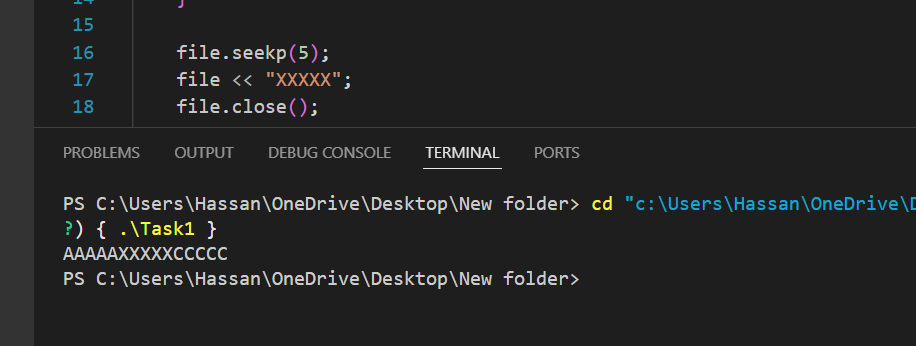 14 }
15
16 file.seekp(5);
17 file << "XXXXX";
18 file.close();
PROBLEMS OUTPUT DEBUG CONSOLE TERMINAL PORTS
PS C:\Users\Hassan\OneDrive\Desktop\New folder> cd "c:\Users\Hassan\OneDrive\D
?) { .\Task1 }
AAAAAXXXXXCCCCC
PS C:\Users\Hassan\OneDrive\Desktop\New folder>